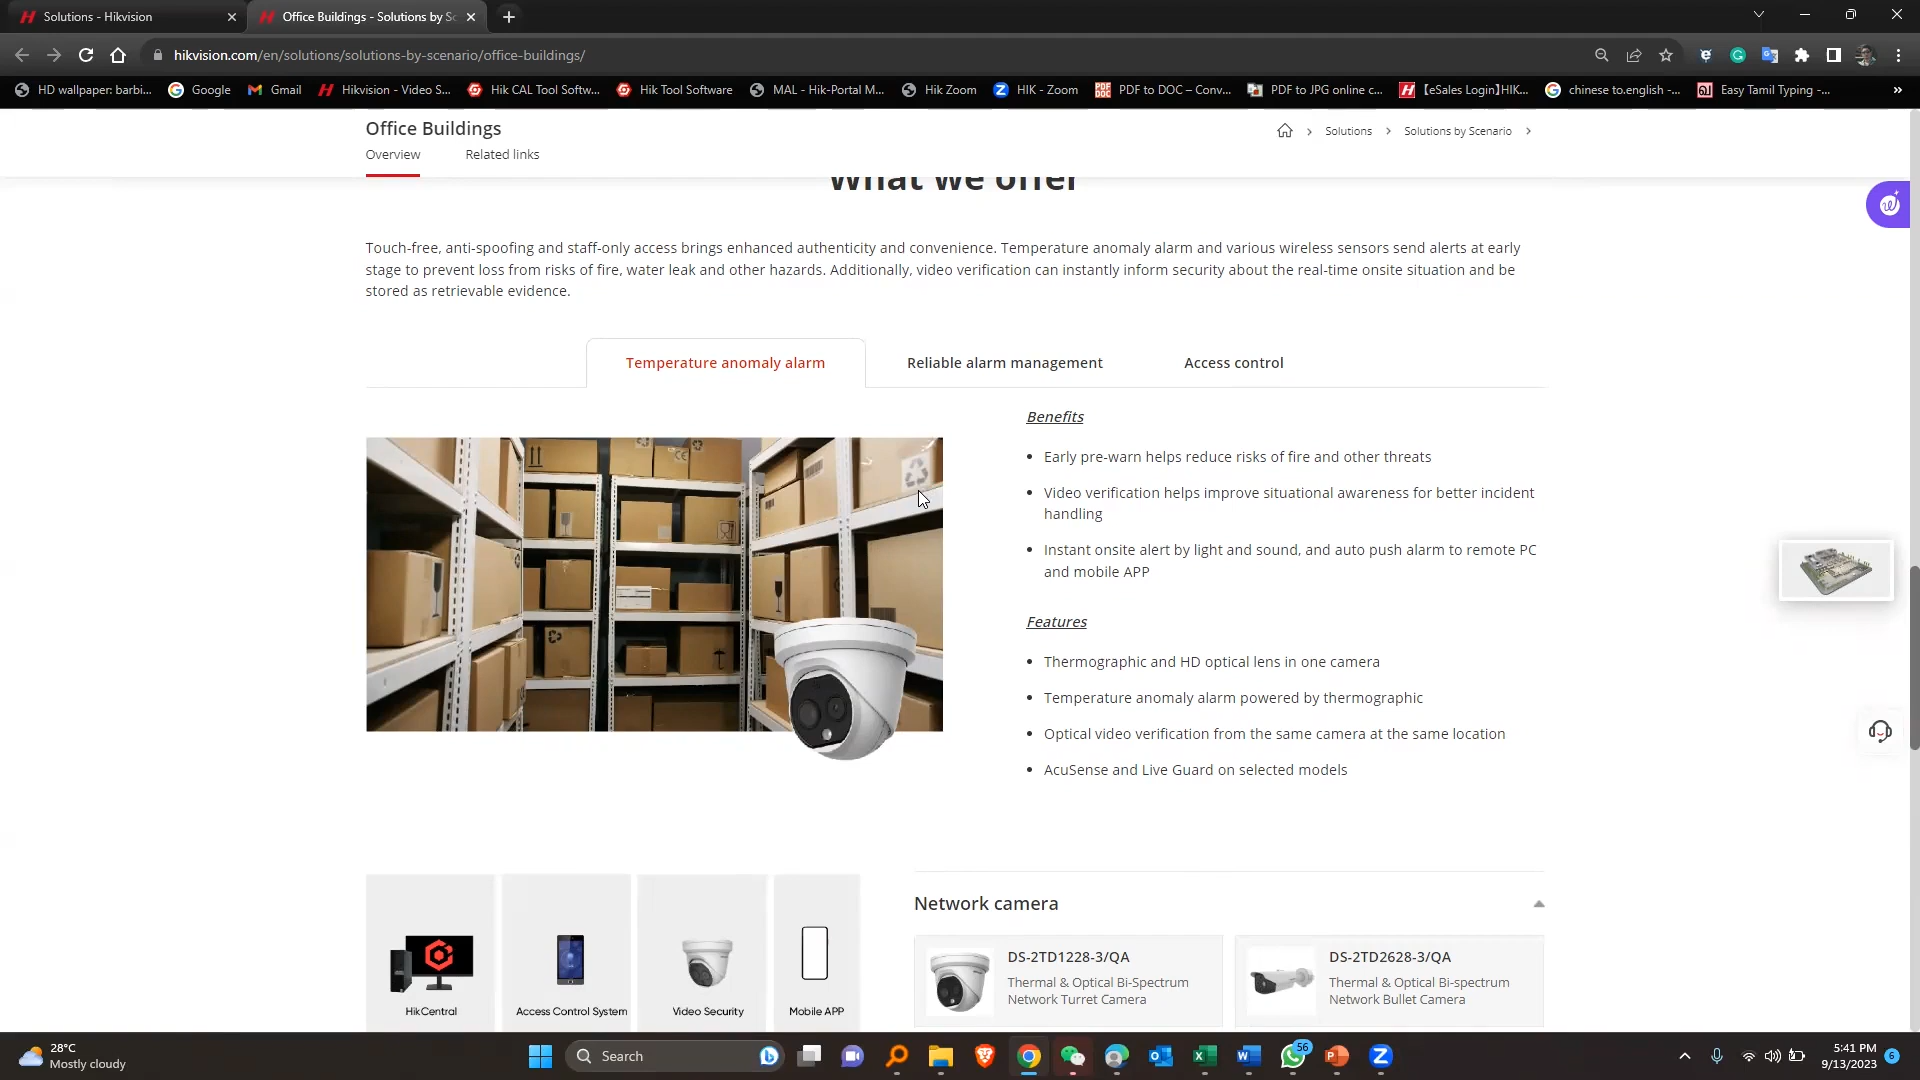 Solutions - Hikvision
Office Buildings - Solutions by Sc
hikvision.com/en/solutions/solutions-by-scenario/office-buildings/
HD wallpaper: barbi...
Google
Gmail
Hikvision - Video S...
Hik CAL Tool Softw...
Hik Tool Software
MAL - Hik-Portal M...
Hik Zoom
HIK - Zoom
PDF to DOC – Conv...
PDF to JPG online c...
【eSales Login】HIK...
chinese to.english -...
Easy Tamil Typing -...
Office Buildings
Solutions
Solutions by Scenario
Overview
Related links
What we offer
Touch-free, anti-spoofing and staff-only access brings enhanced authenticity and convenience. Temperature anomaly alarm and various wireless sensors send alerts at early
stage to prevent loss from risks of fire, water leak and other hazards. Additionally, video verification can instantly inform security about the real-time onsite situation and be
stored as retrievable evidence.
Temperature anomaly alarm
Reliable alarm management
Access control
Benefits
• Early pre-warn helps reduce risks of fire and other threats
• Video verification helps improve situational awareness for better incident
handling
• Instant onsite alert by light and sound, and auto push alarm to remote PC
and mobile APP
Features
• Thermographic and HD optical lens in one camera
• Temperature anomaly alarm powered by thermographic
• Optical video verification from the same camera at the same location
• AcuSense and Live Guard on selected models
HikCentral
Access Control System
Video Security
Mobile APP
Network camera
DS-2TD1228-3/QA
Thermal & Optical Bi-Spectrum
Network Turret Camera
DS-2TD2628-3/QA
Thermal & Optical Bi-spectrum
Network Bullet Camera
28°C
Mostly cloudy
Search
56
5:41 PM
9/13/2023
6